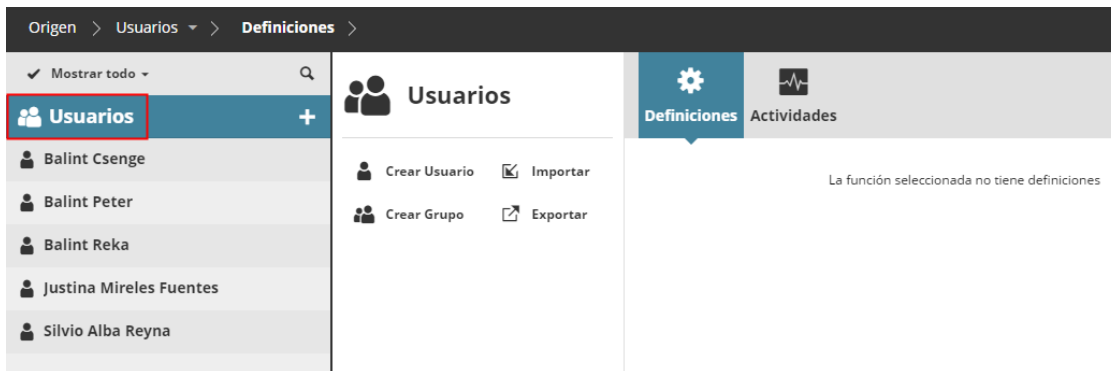 Origen > Usuarios > Definiciones >
Mostrar todo
Usuarios +
Balint Csenge
Balint Peter
Balint Reka
Justina Mireles Fuentes
Silvio Alba Reyna
Usuarios
Crear Usuario Importar
Crear Grupo Exportar
Definiciones Actividades
La función seleccionada no tiene definiciones